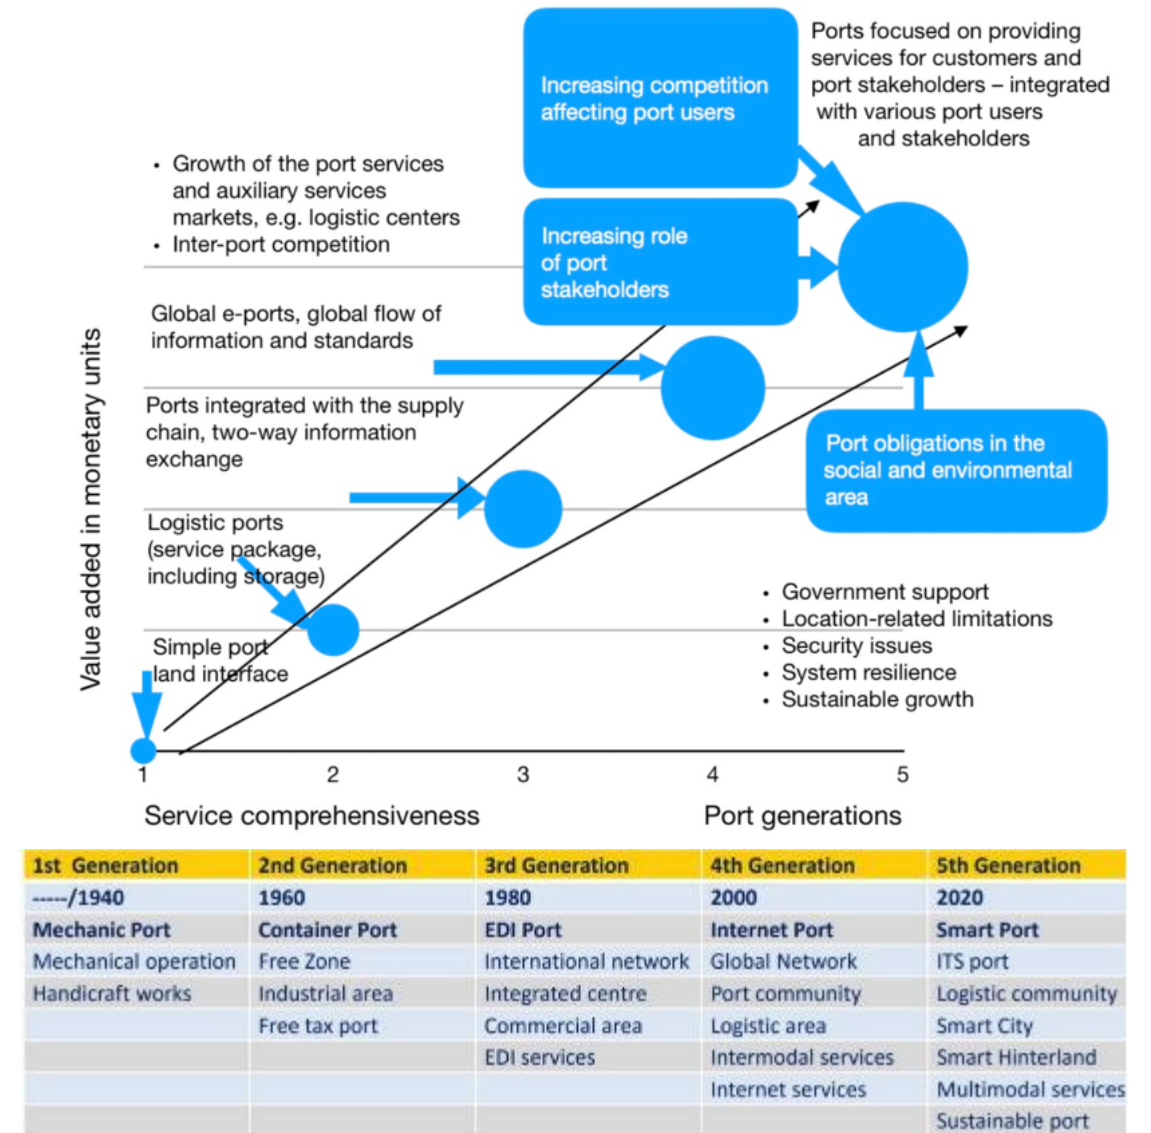 Increasing competition
affecting port users
Ports focused on providing
services for customers and
port stakeholders – integrated
with various port users
and stakeholders
• Growth of the port services
and auxiliary services
markets, e.g. logistic centers
• Inter-port competition
Increasing role
of port
stakeholders
Global e-ports, global flow of
information and standards
Ports integrated with the supply
chain, two-way information
exchange
Port obligations in the
social and environmental
area
Logistic ports
(service package,
including storage)
Simple port
land interface
• Government support
• Location-related limitations
• Security issues
• System resilience
• Sustainable growth
Value added in monetary units
1 2 3 4 5
Service comprehensiveness Port generations
1st Generation 2nd Generation 3rd Generation 4th Generation 5th Generation
-----/1940 1960 1980 2000 2020
Mechanic Port Container Port EDI Port Internet Port Smart Port
Mechanical operation Free Zone International network Global Network ITS port
Handicraft works Industrial area Integrated centre Port community Logistic community
Free tax port Commercial area Logistic area Smart City
EDI services Intermodal services Smart Hinterland
Internet services Multimodal services
Sustainable port